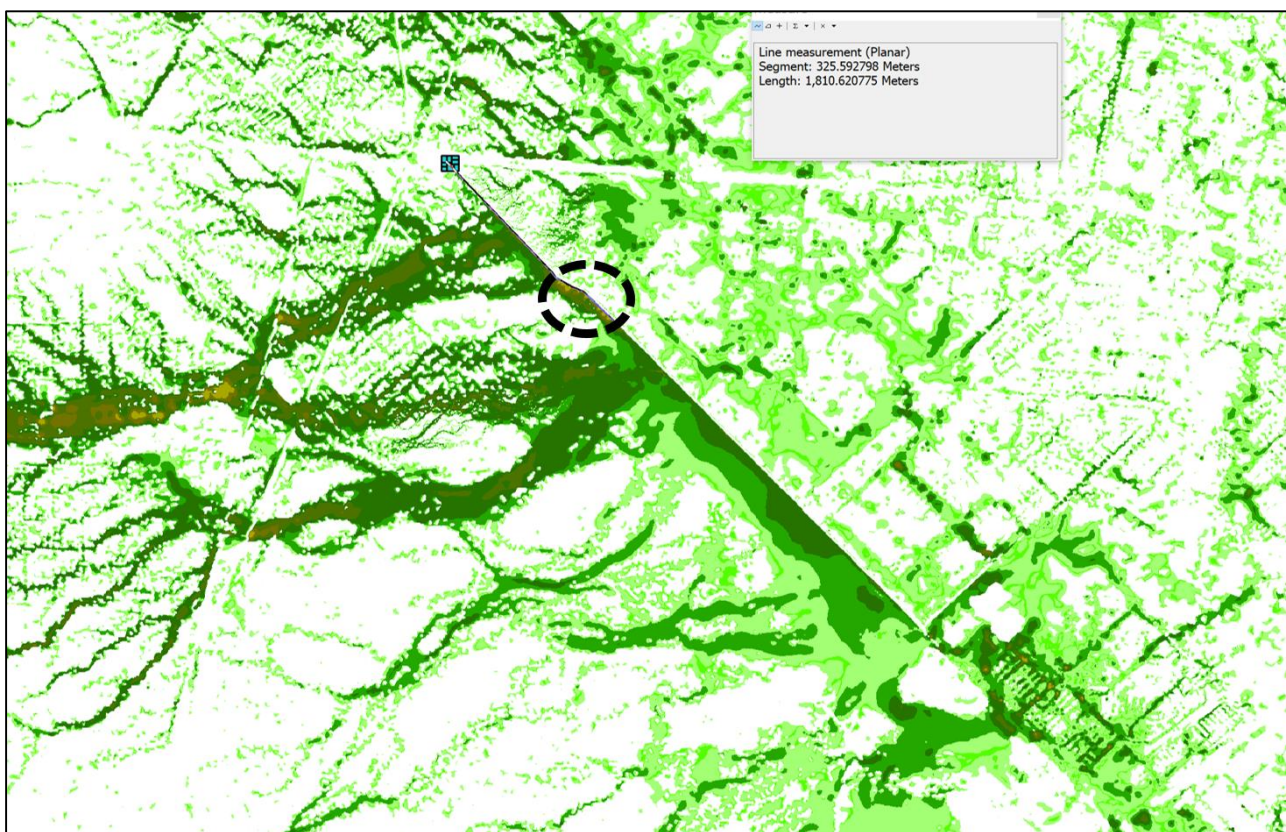 Line measurement (Planar)
Segment: 325.592798 Meters
Length: 1,810.620775 Meters